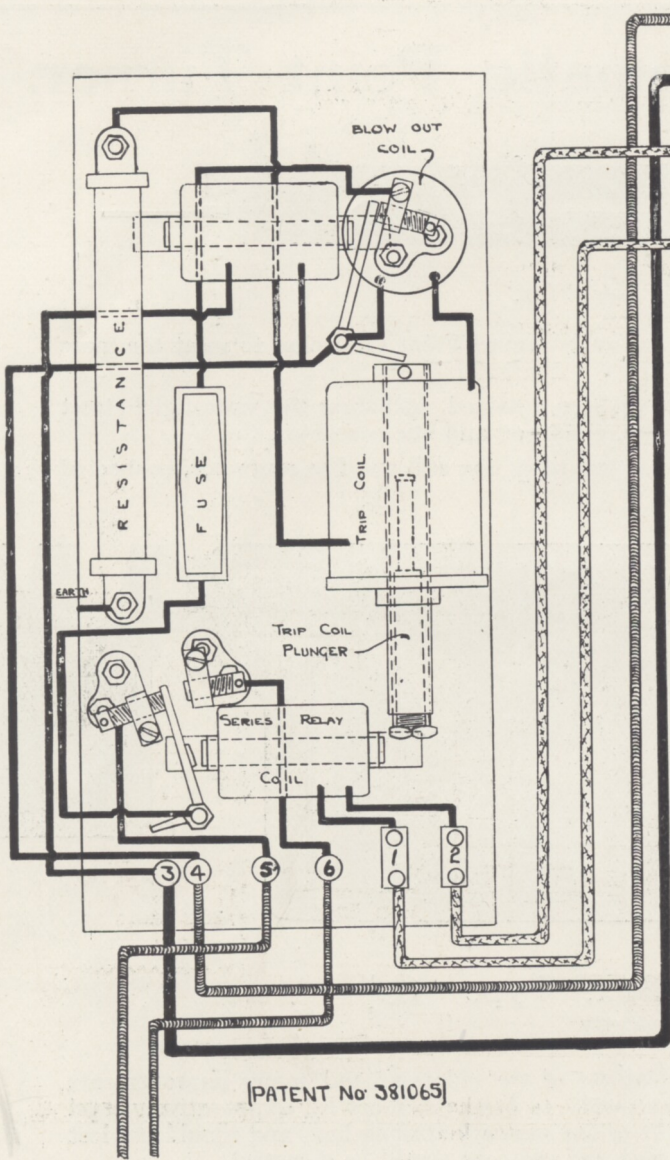 BLOW OUT
COIL
RESISTANCE
FUSE
TRIP COIL
EARTH
TRIP COIL
PLUNGER
SERIES RELAY
COIL
1
2
3
4
5
6
[PATENT No. 381065]